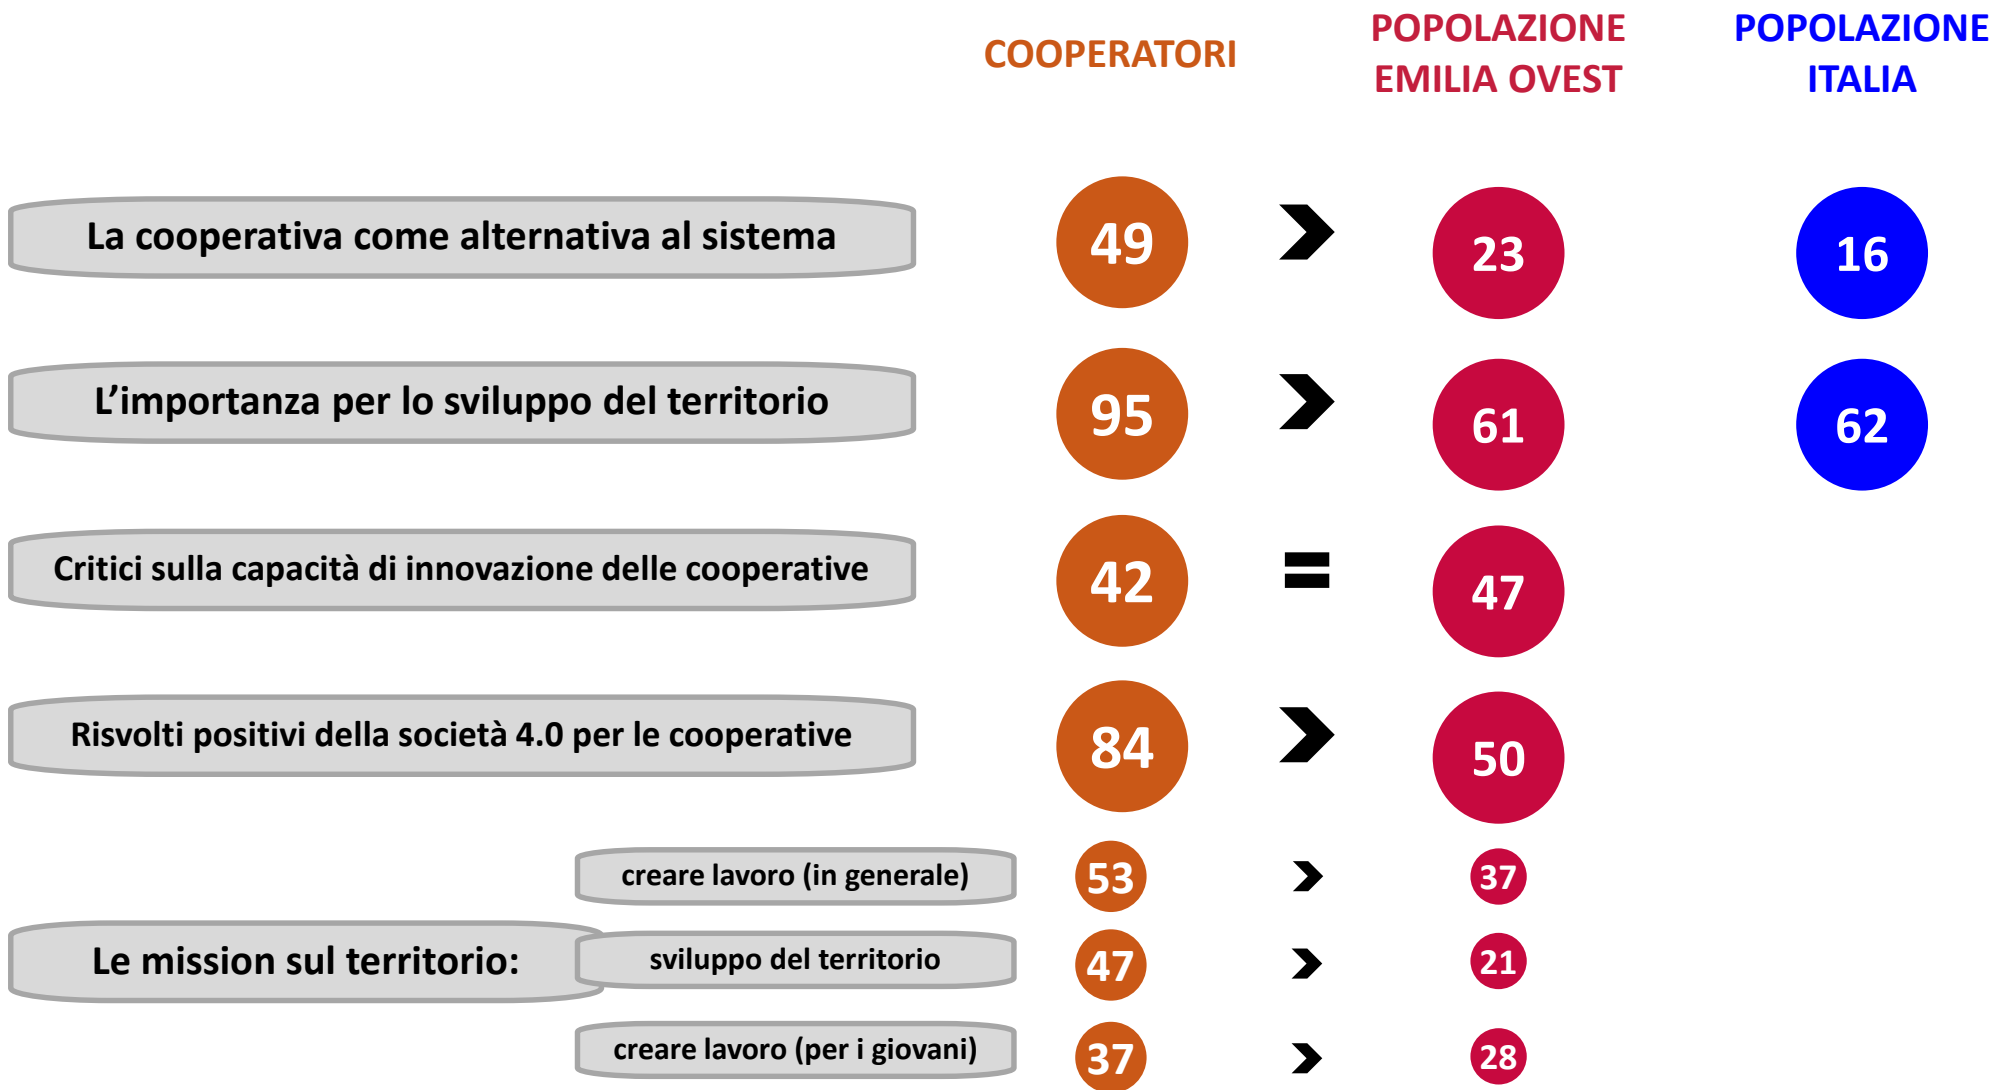 COOPERATORI
POPOLAZIONE
EMILIA OVEST
POPOLAZIONE
ITALIA
La cooperativa come alternativa al sistema
49
>
23
16
L’importanza per lo sviluppo del territorio
95
>
61
62
Critici sulla capacità di innovazione delle cooperative
42
=
47
Risvolti positivi della società 4.0 per le cooperative
84
>
50
Le mission sul territorio:
creare lavoro (in generale)
53
>
37
sviluppo del territorio
47
>
21
creare lavoro (per i giovani)
37
>
28